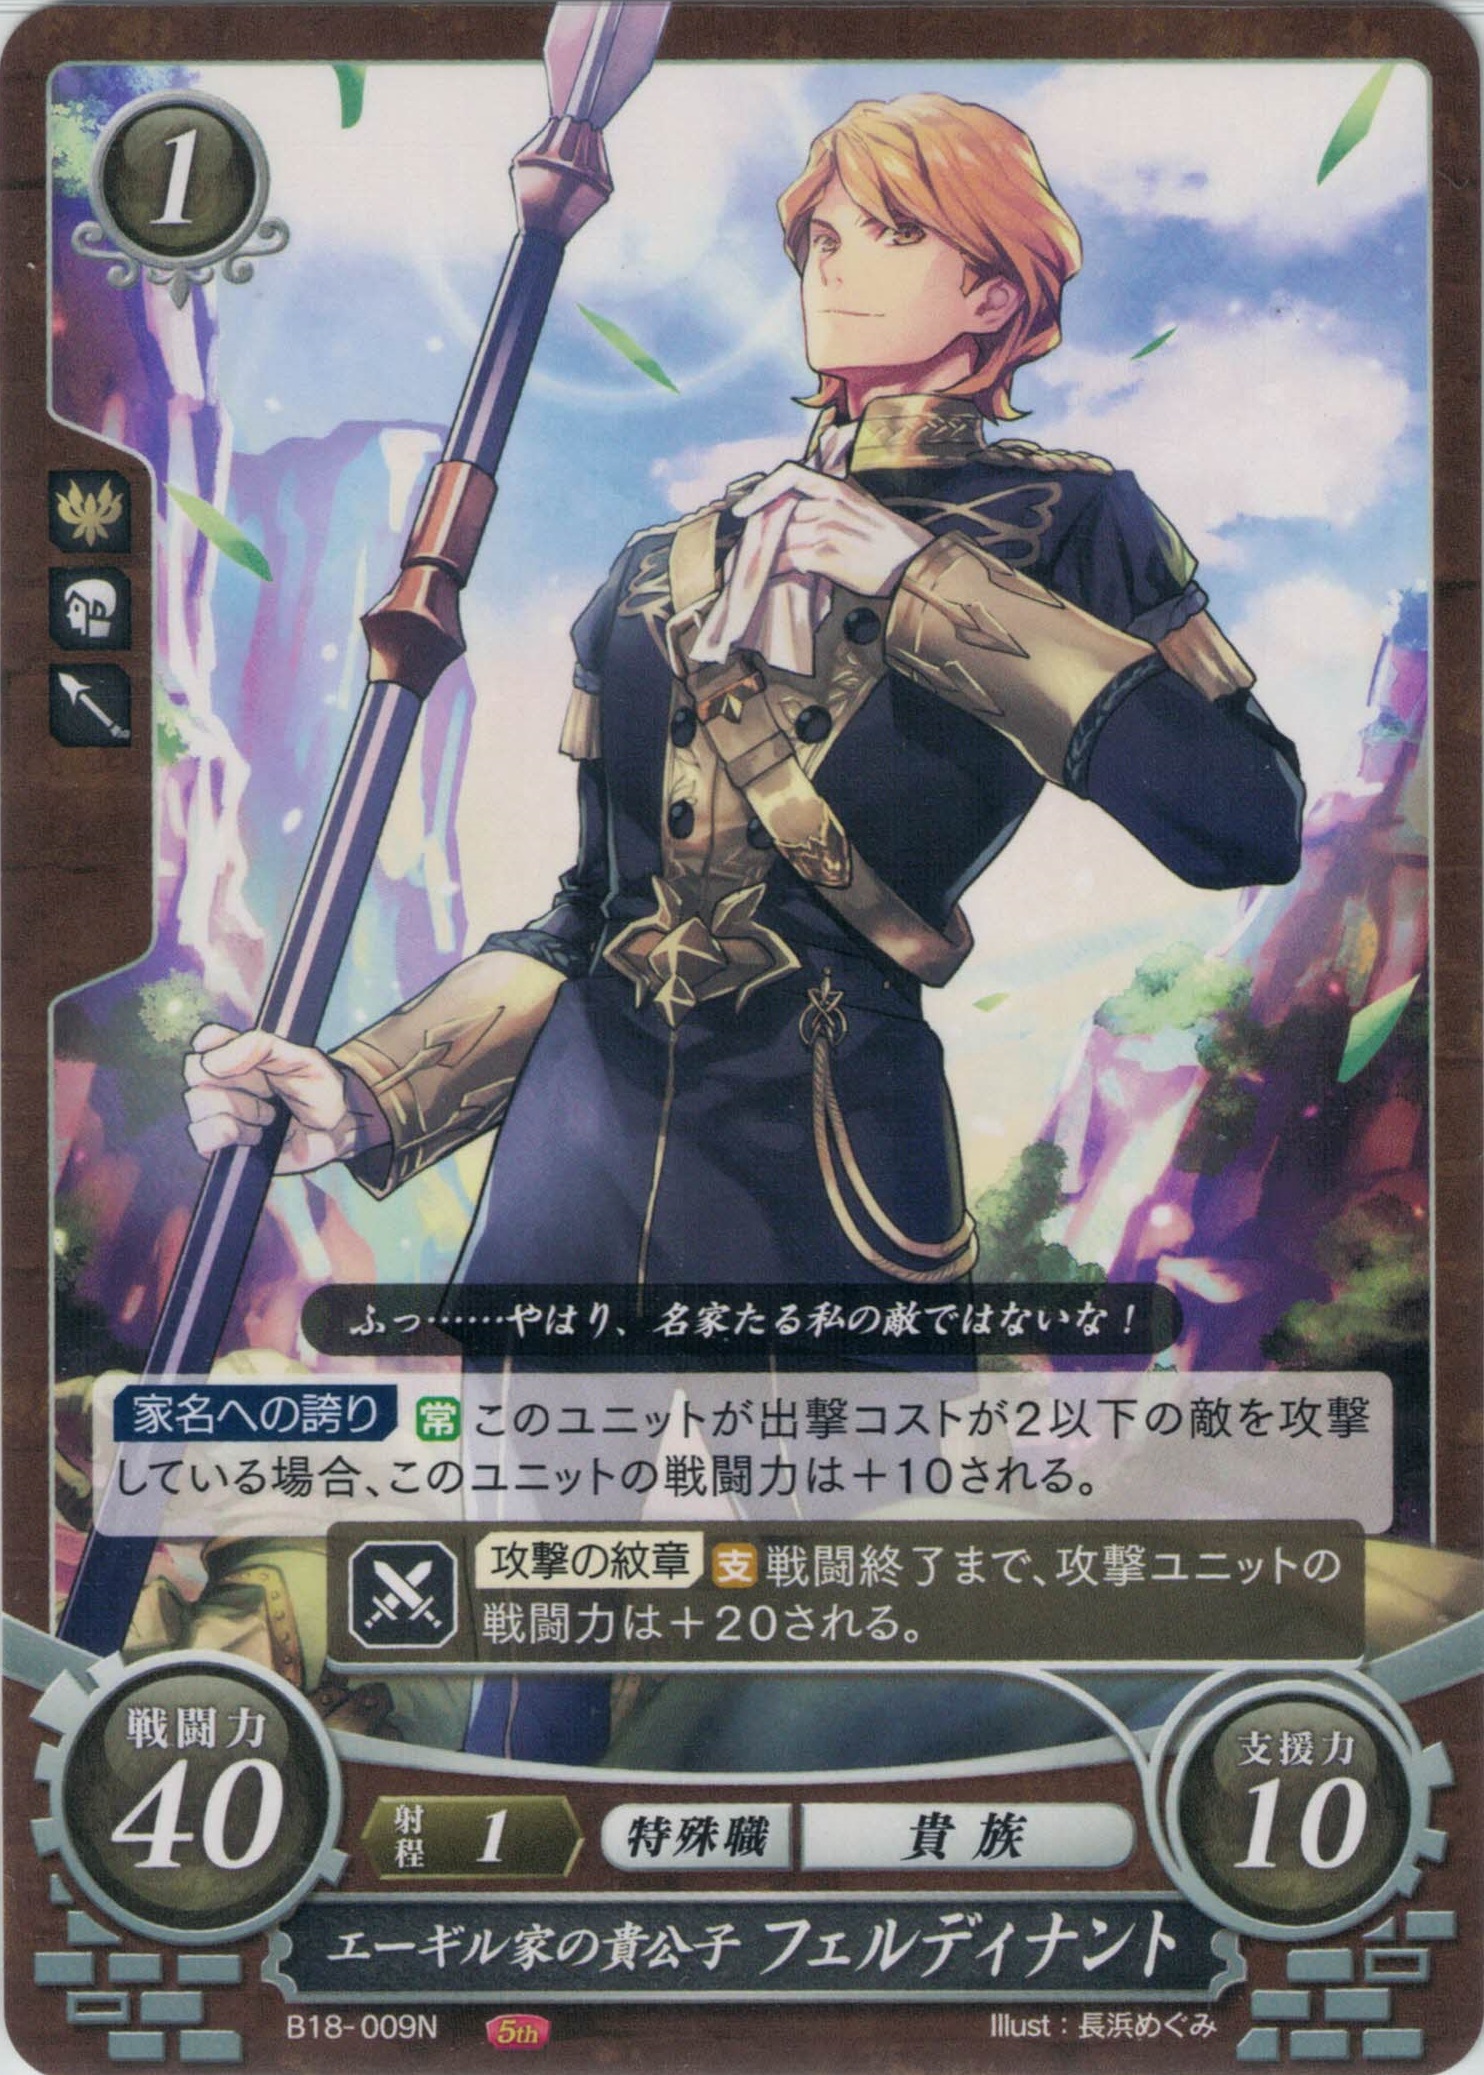 1
ふっ……やはり、名家たる私の敵ではないな！
家名への誇り 常 このユニットが出撃コストが2以下の敵を攻撃
している場合、このユニットの戦闘力は＋10される。
攻撃の紋章 支 戦闘終了まで、攻撃ユニットの
戦闘力は＋20される。
戦闘力
40
射程 1
特殊職 貴族
支援力
10
エーギル家の貴公子 フェルディナント
B18-009N 5th Illust：長浜めぐみ